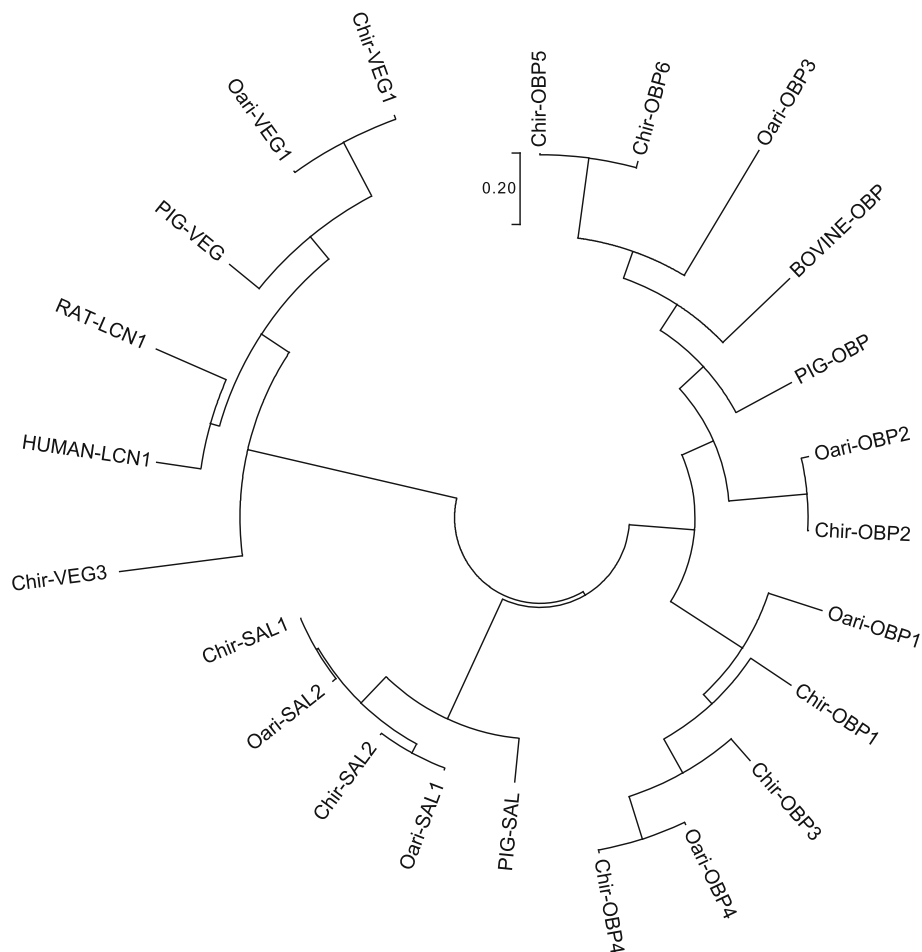 Chir-VEG1
Oari-VEG1
PIG-VEG
RAT-LCN1
HUMAN-LCN1
Chir-VEG3
Chir-SAL1
Oari-SAL2
Chir-SAL2
Oari-SAL1
PIG-SAL
Chir-OBP4
Oari-OBP4
Chir-OBP3
Chir-OBP1
Oari-OBP1
Chir-OBP2
Oari-OBP2
PIG-OBP
BOVINE-OBP
Oari-OBP3
Chir-OBP6
Chir-OBP5
0.20